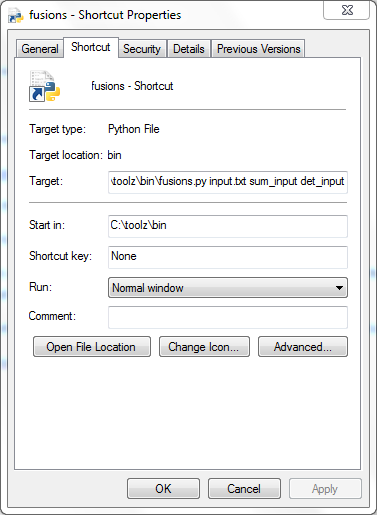 fusions - Shortcut Properties
General Shortcut Security Details Previous Versions
fusions - Shortcut
Target type: Python File
Target location: bin
Target: \toolz\bin\fusions.py input.txt sum_input det_input
Start in: C:\toolz\bin
Shortcut key: None
Run: Normal window
Comment:
Open File Location Change Icon... Advanced...
OK Cancel Apply